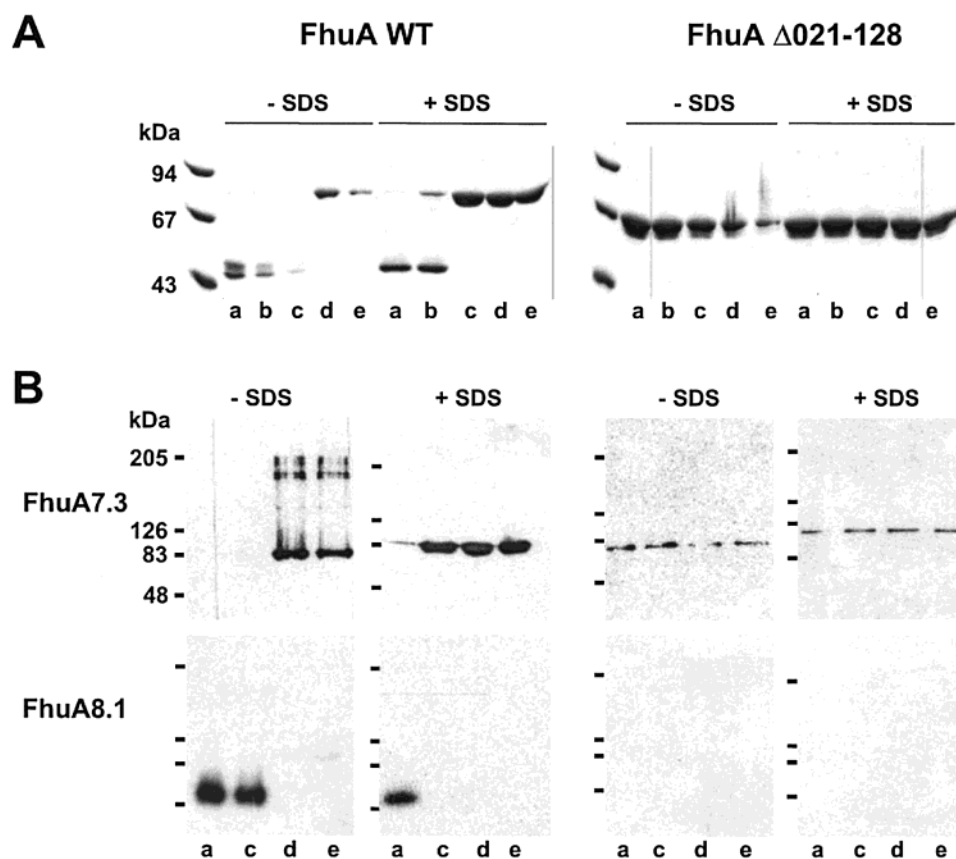 A
FhuA WT FhuA Δ021-128
- SDS + SDS - SDS + SDS
kDa
94
67
43
a b c d e a b c d e a b c d e a b c d e
B
- SDS + SDS - SDS + SDS
kDa
205
FhuA7.3
126
83
48
FhuA8.1
a c d e a c d e a c d e a c d e